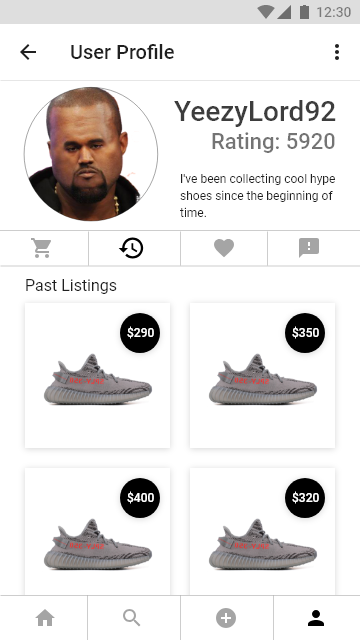 12:30
User Profile
YeezyLord92
Rating: 5920
I've been collecting cool hype
shoes since the beginning of
time.
Past Listings
$290
$350
$400
$320